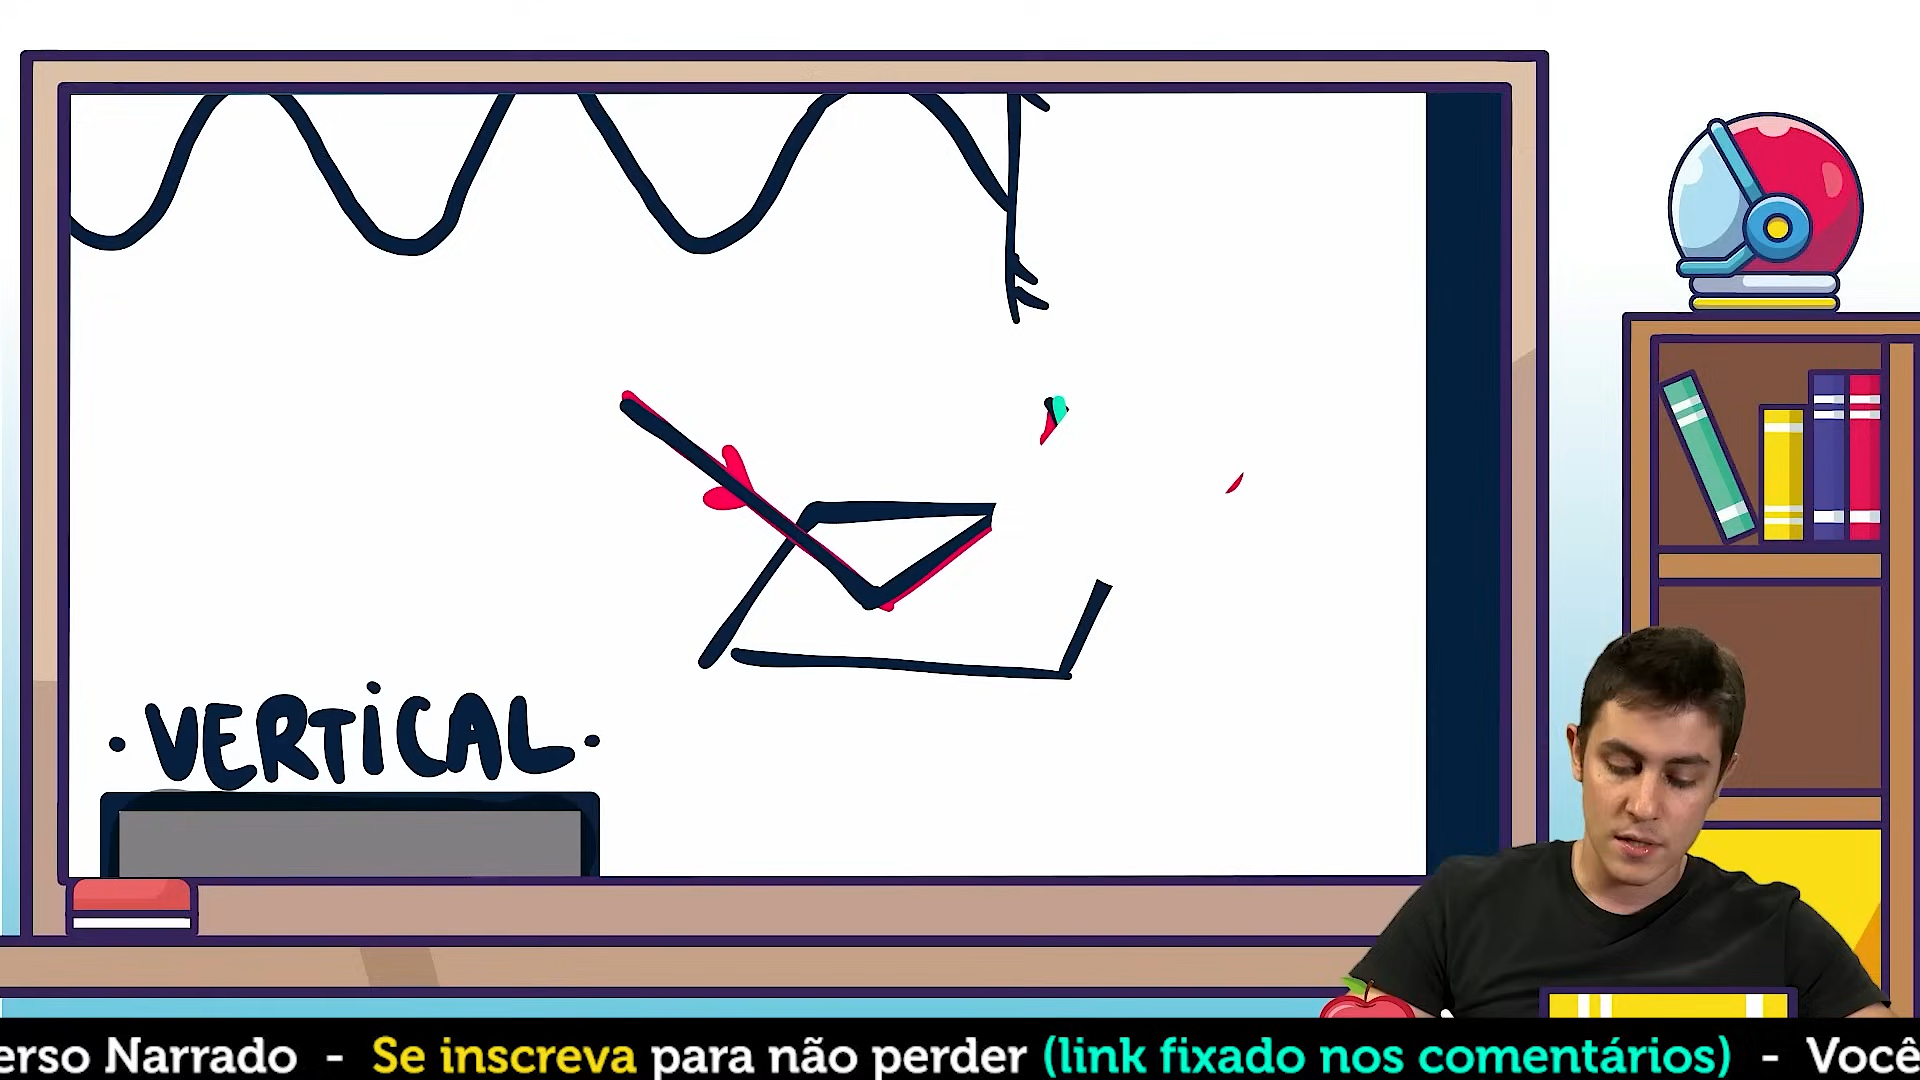 • VERTiCAL •
erso Narrado - Se inscreva para não perder (link fixado nos comentários) - Você